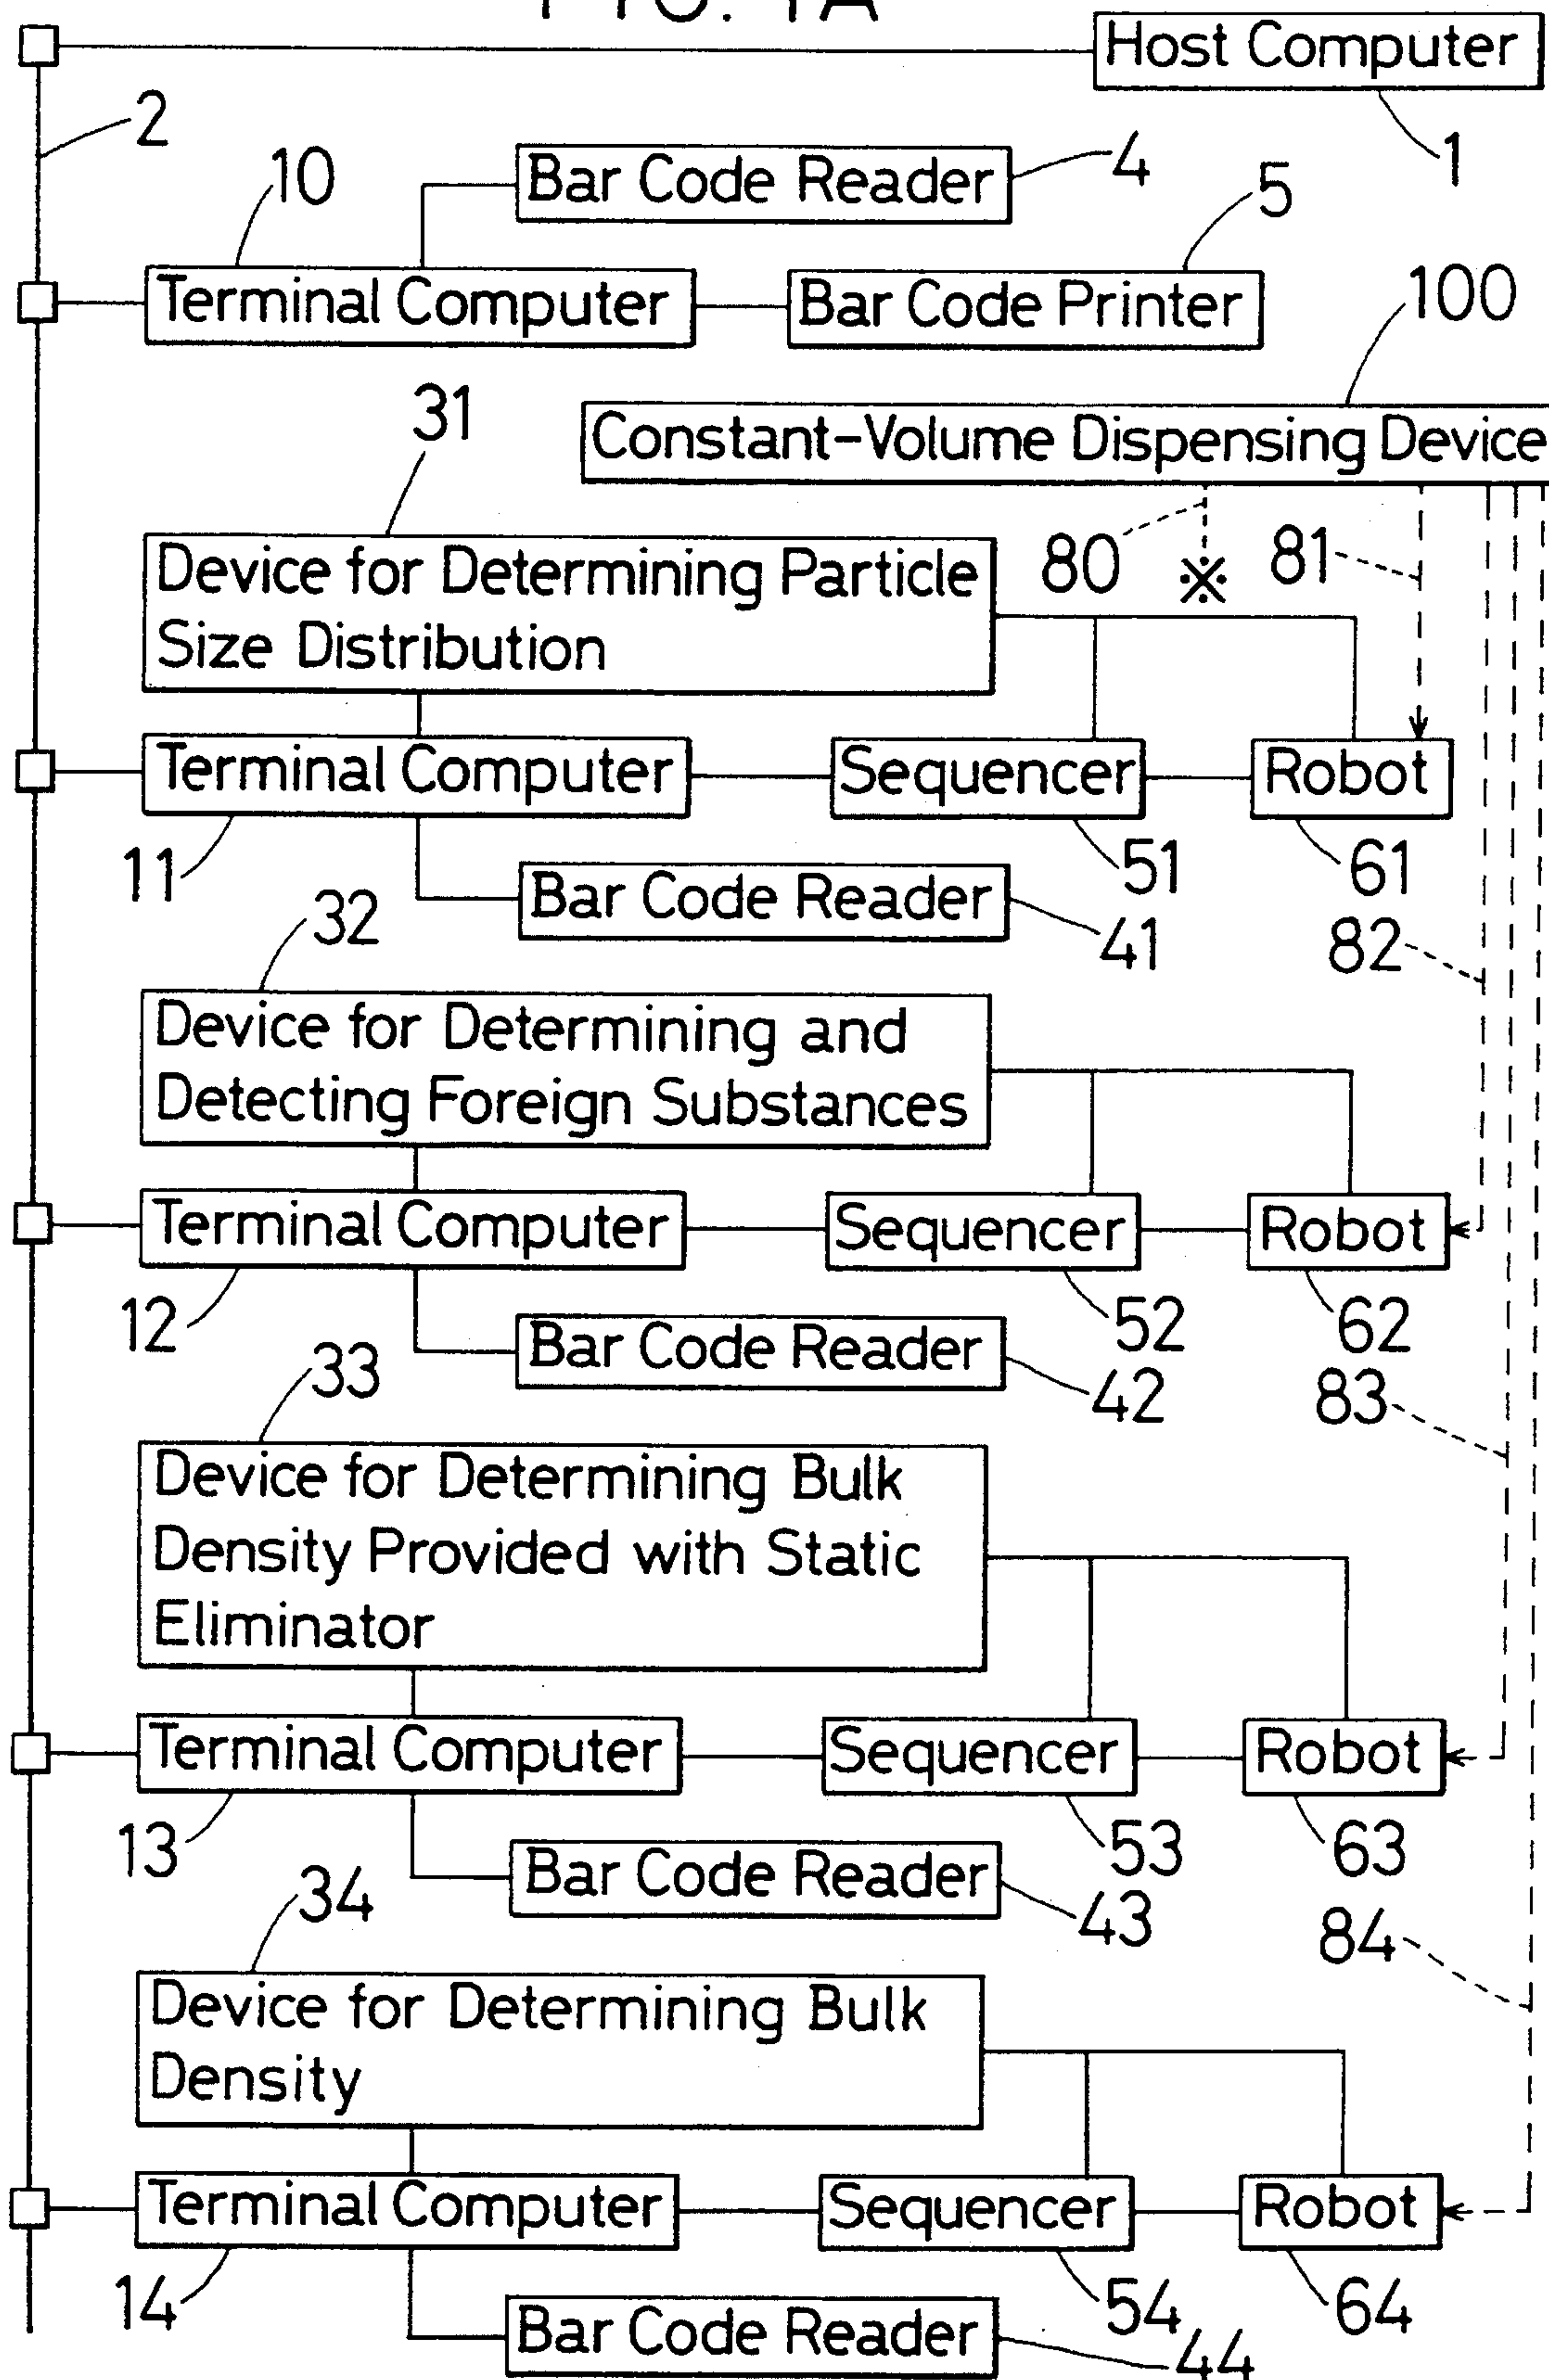 FIG. 1A
Host Computer
2
1
10
Bar Code Reader
4
5
Terminal Computer
Bar Code Printer
100
31
Constant-Volume Dispensing Device
80
※
81
Device for Determining Particle
Size Distribution
Terminal Computer
Sequencer
Robot
11
51
61
Bar Code Reader
41
32
82
Device for Determining and
Detecting Foreign Substances
Terminal Computer
Sequencer
Robot
12
52
62
Bar Code Reader
42
33
83
Device for Determining Bulk
Density Provided with Static
Eliminator
Terminal Computer
Sequencer
Robot
13
53
63
Bar Code Reader
43
34
84
Device for Determining Bulk
Density
Terminal Computer
Sequencer
Robot
14
54
64
Bar Code Reader
44